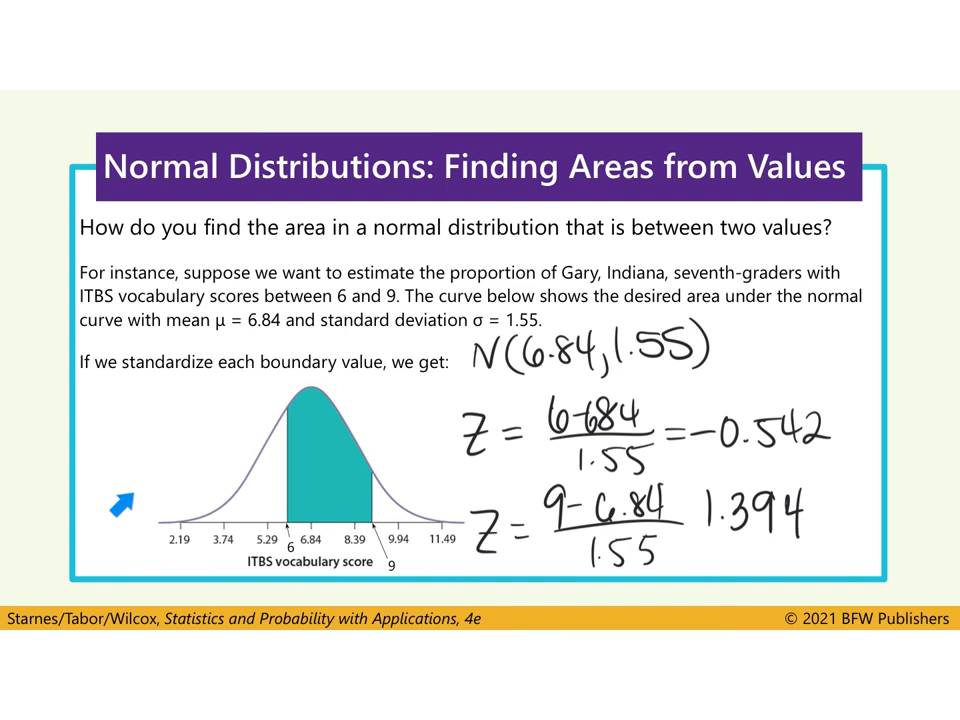 Normal Distributions: Finding Areas from Values
How do you find the area in a normal distribution that is between two values?
For instance, suppose we want to estimate the proportion of Gary, Indiana, seventh-graders with
ITBS vocabulary scores between 6 and 9. The curve below shows the desired area under the normal
curve with mean μ = 6.84 and standard deviation σ = 1.55.
If we standardize each boundary value, we get:
N(6.84, 1.55)
Z = 6-6.84 / 1.55 = -0.542
Z = 9-6.84 / 1.55 1.394
2.19 3.74 5.29 6.84 8.39 9.94 11.49
6
ITBS vocabulary score
9
Starnes/Tabor/Wilcox, Statistics and Probability with Applications, 4e
© 2021 BFW Publishers